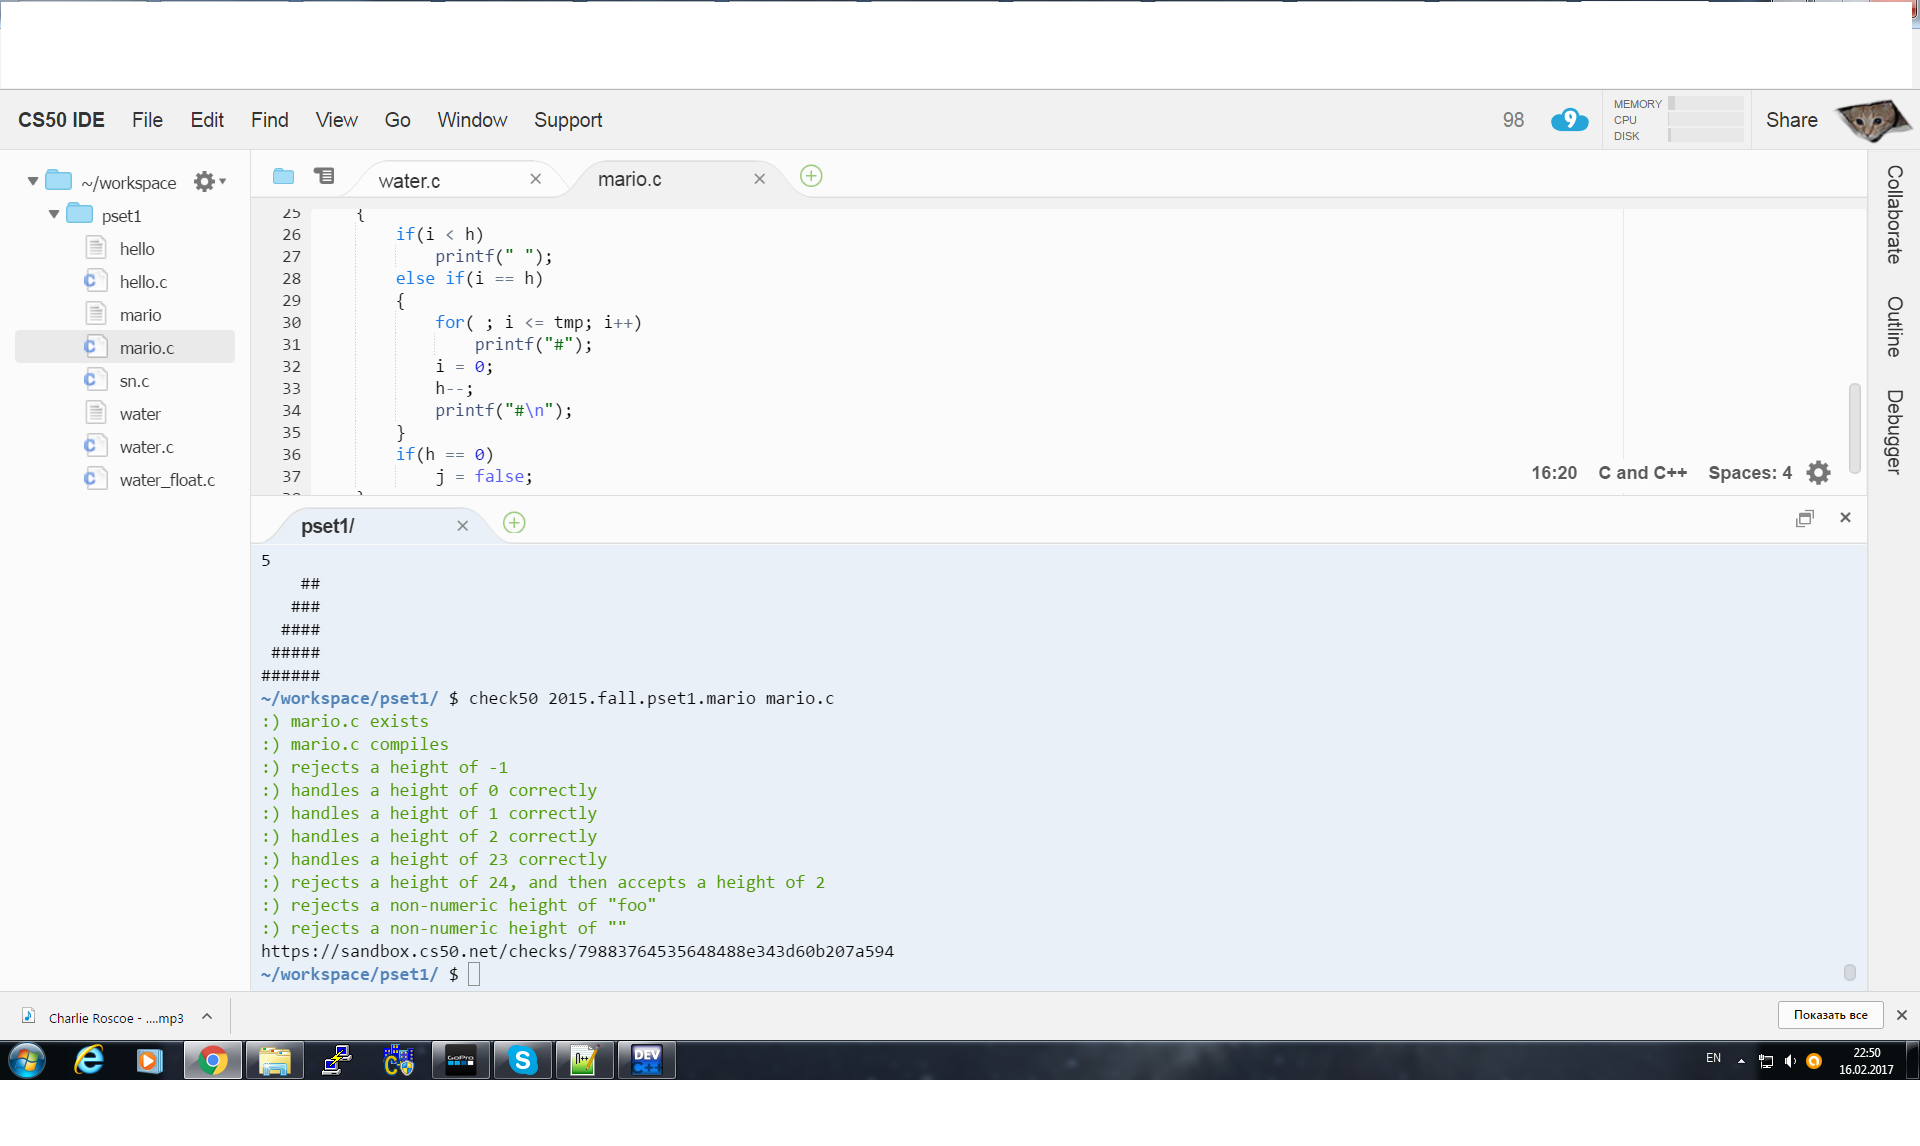 CS50 IDE File Edit Find View Go Window Support 98 9 MEMORY CPU DISK Share
~/workspace
pset1
hello
hello.c
mario
mario.c
sn.c
water
water.c
water_float.c
water.c mario.c
25 {
26 if(i < h)
27 printf(" ");
28 else if(i == h)
29 {
30 for( ; i <= tmp; i++)
31 printf("#");
32 i = 0;
33 h--;
34 printf("#\n");
35 }
36 if(h == 0)
37 j = false;
16:20 C and C++ Spaces: 4
Collaborate
Outline
Debugger
pset1/
5
    ##
   ###
  ####
 #####
######
~/workspace/pset1/ $ check50 2015.fall.pset1.mario mario.c
:) mario.c exists
:) mario.c compiles
:) rejects a height of -1
:) handles a height of 0 correctly
:) handles a height of 1 correctly
:) handles a height of 2 correctly
:) handles a height of 23 correctly
:) rejects a height of 24, and then accepts a height of 2
:) rejects a non-numeric height of "foo"
:) rejects a non-numeric height of ""
https://sandbox.cs50.net/checks/79883764535648488e343d60b207a594
~/workspace/pset1/ $
Charlie Roscoe - ....mp3 Показать все
GoPro DEV C++ EN 22:50
16.02.2017